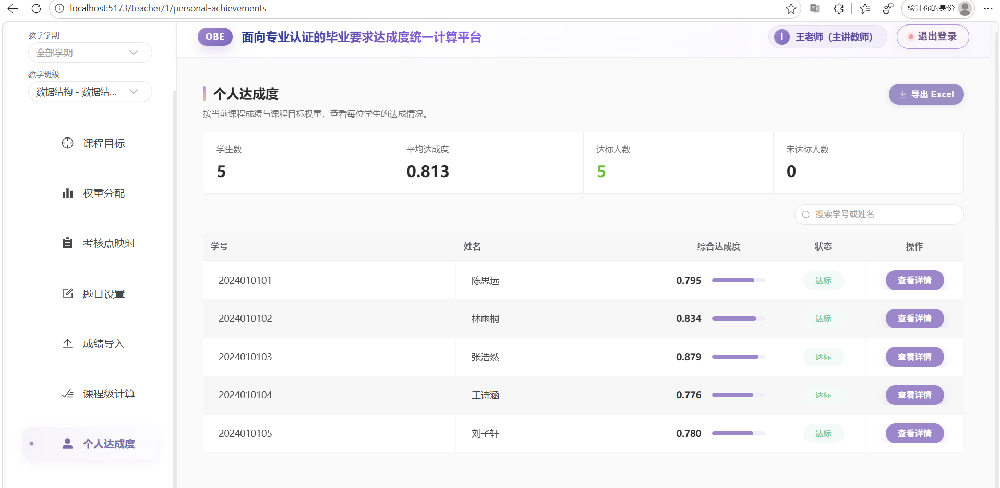 localhost:5173/teacher/1/personal-achievements
验证你的身份
教学学期
全部学期
教学班级
数据结构 - 数据结...
课程目标
权重分配
考核点映射
题目设置
成绩导入
课程级计算
个人达成度
OBE 面向专业认证的毕业要求达成度统一计算平台
王 王老师（主讲教师）
退出登录
个人达成度
按当前课程成绩与课程目标权重，查看每位学生的达成情况。
导出 Excel
学生数
5
平均达成度
0.813
达标人数
5
未达标人数
0
搜索学号或姓名
学号 姓名 综合达成度 状态 操作
2024010101 陈思远 0.795 达标 查看详情
2024010102 林雨桐 0.834 达标 查看详情
2024010103 张浩然 0.879 达标 查看详情
2024010104 王诗涵 0.776 达标 查看详情
2024010105 刘子轩 0.780 达标 查看详情